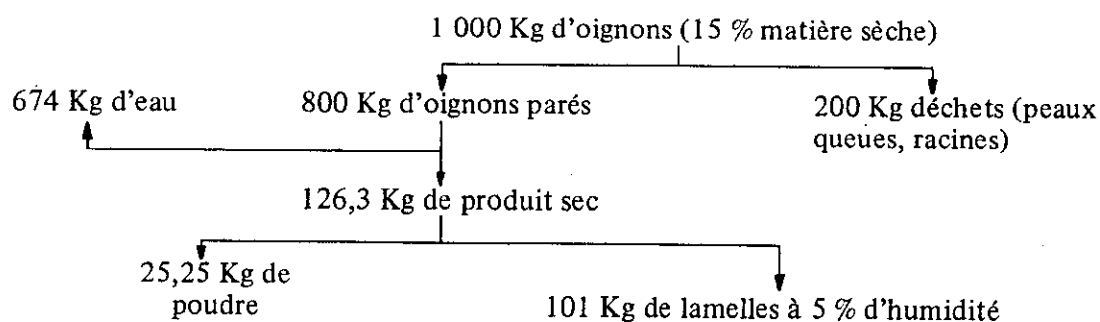 1 000 Kg d'oignons (15 % matière sèche)
674 Kg d'eau
800 Kg d'oignons parés
200 Kg déchets (peaux
queues, racines)
126,3 Kg de produit sec
25,25 Kg de
poudre
101 Kg de lamelles à 5 % d'humidité